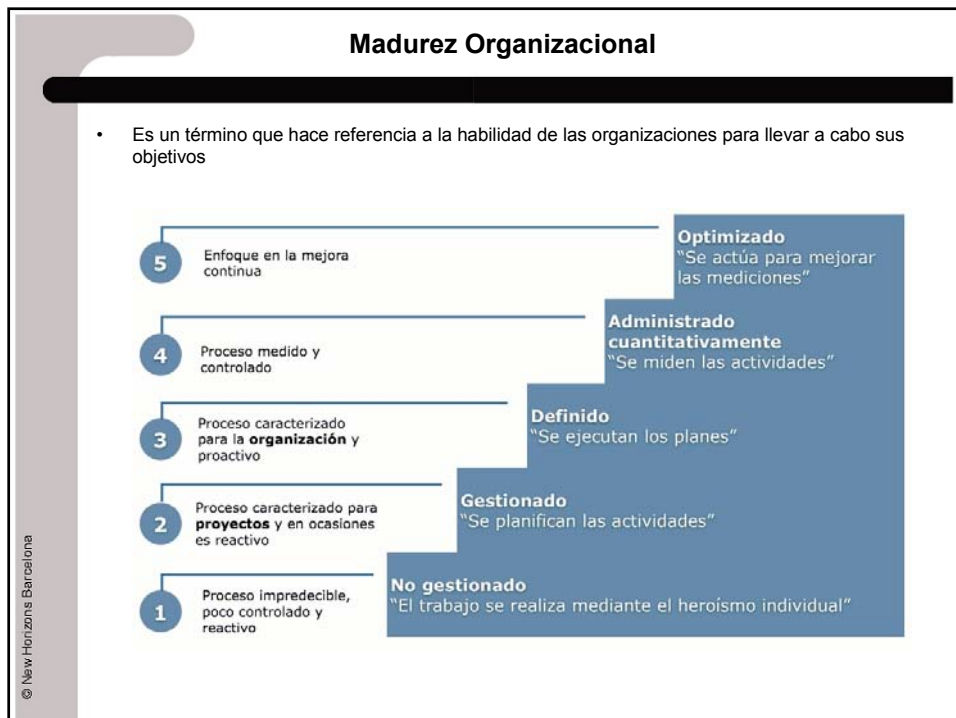 Madurez Organizacional
• Es un término que hace referencia a la habilidad de las organizaciones para llevar a cabo sus
objetivos
5
Enfoque en la mejora
continua
Optimizado
“Se actúa para mejorar
las mediciones”
4
Proceso medido y
controlado
Administrado
cuantitativamente
“Se miden las actividades”
3
Proceso caracterizado
para la organización y
proactivo
Definido
“Se ejecutan los planes”
2
Proceso caracterizado para
proyectos y en ocasiones
es reactivo
Gestionado
“Se planifican las actividades”
1
Proceso impredecible,
poco controlado y
reactivo
No gestionado
“El trabajo se realiza mediante el heroísmo individual”
© New Horizons Barcelona